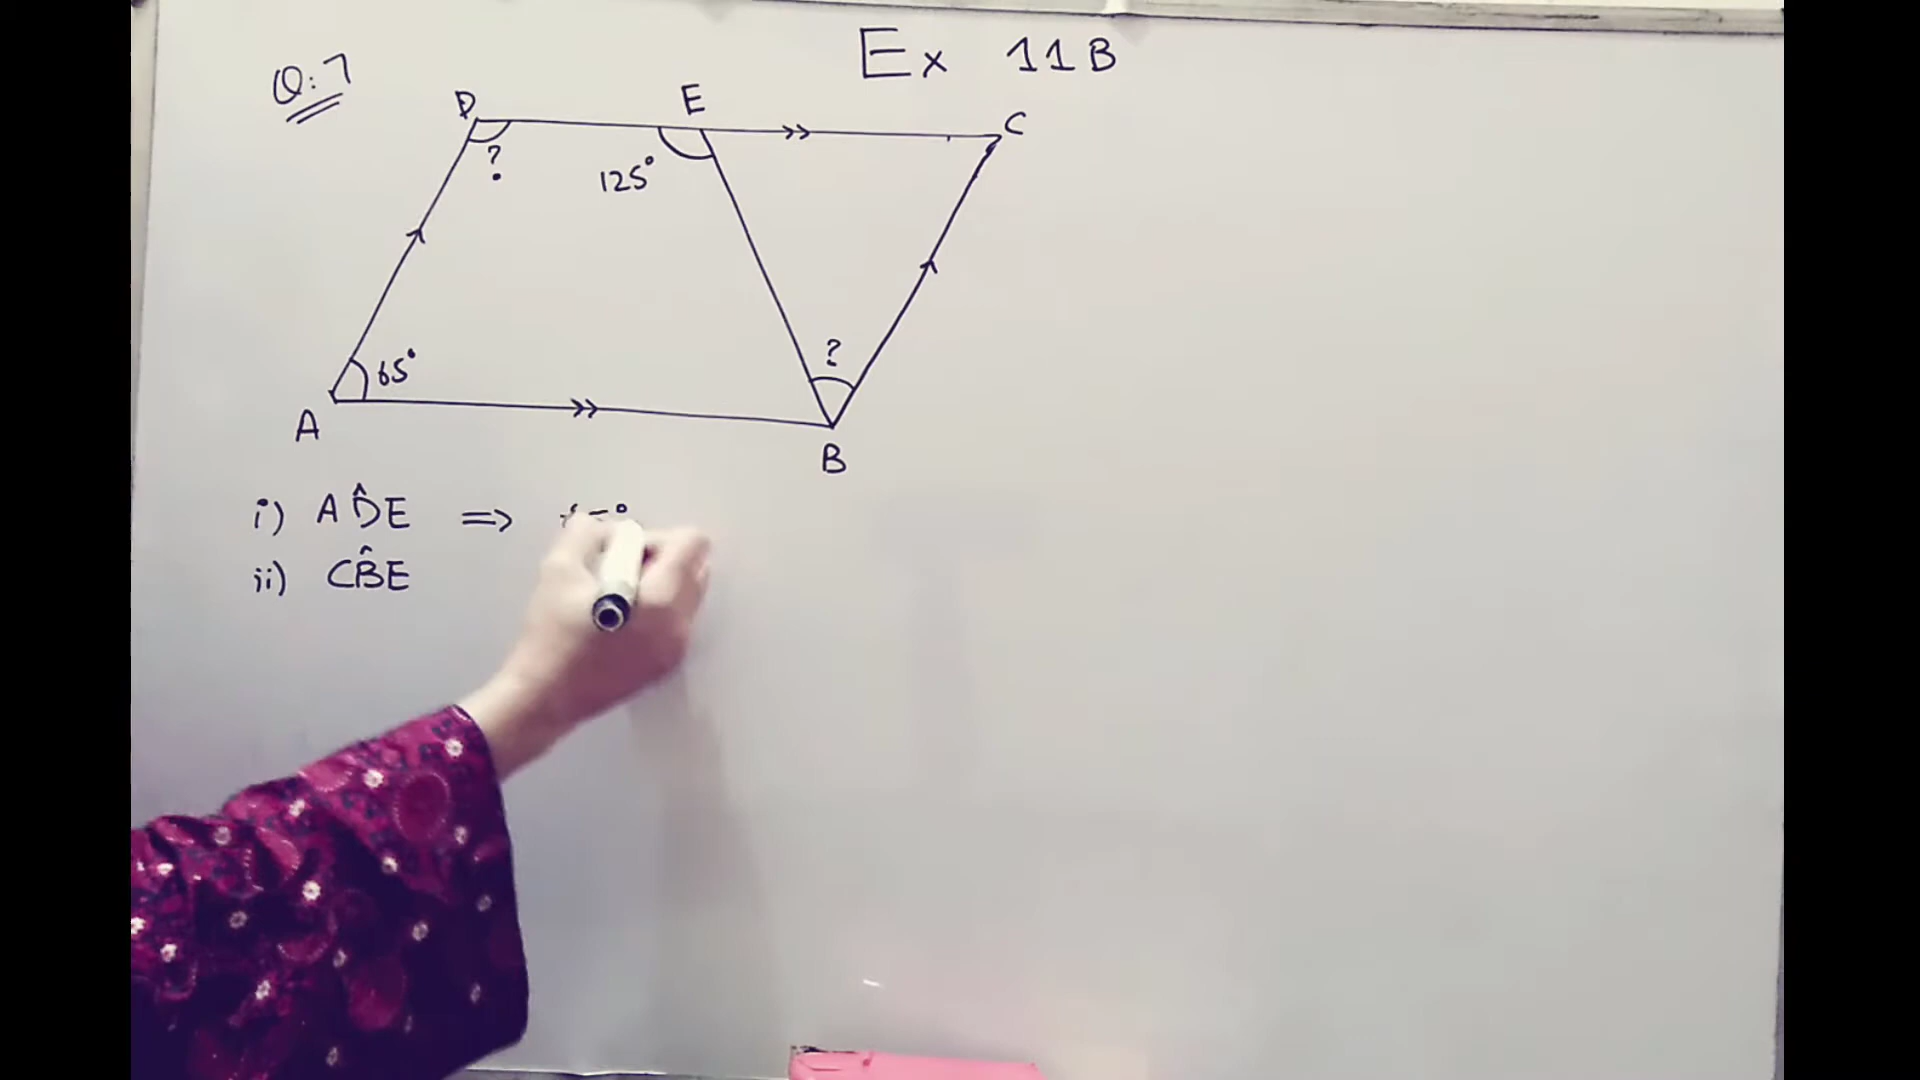 Ex 11B
Q:7
D E C
?
125°
?
65°
A
B
i) AD̂E =>
ii) CB̂E